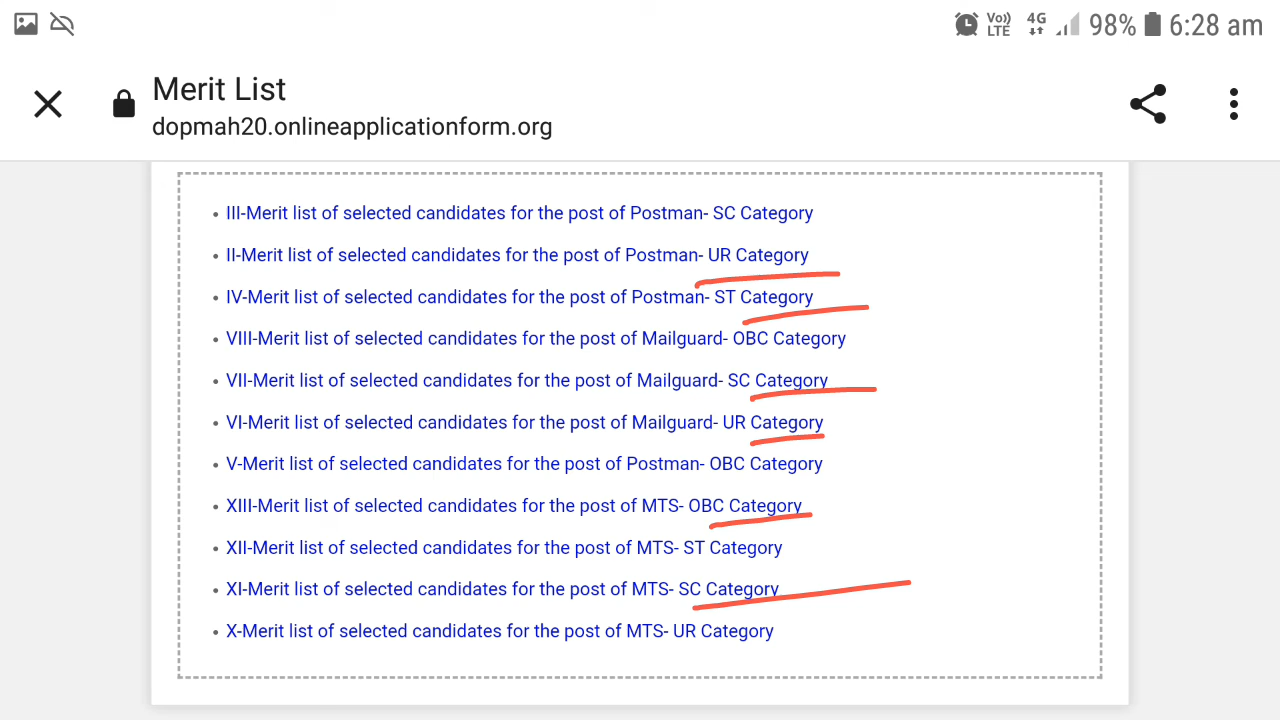 Vo)) LTE 4G 98% 6:28 am
Merit List
dopmah20.onlineapplicationform.org
• III-Merit list of selected candidates for the post of Postman- SC Category
• II-Merit list of selected candidates for the post of Postman- UR Category
• IV-Merit list of selected candidates for the post of Postman- ST Category
• VIII-Merit list of selected candidates for the post of Mailguard- OBC Category
• VII-Merit list of selected candidates for the post of Mailguard- SC Category
• VI-Merit list of selected candidates for the post of Mailguard- UR Category
• V-Merit list of selected candidates for the post of Postman- OBC Category
• XIII-Merit list of selected candidates for the post of MTS- OBC Category
• XII-Merit list of selected candidates for the post of MTS- ST Category
• XI-Merit list of selected candidates for the post of MTS- SC Category
• X-Merit list of selected candidates for the post of MTS- UR Category